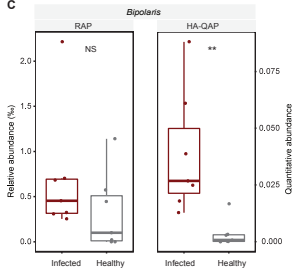 C
Bipolaris
RAP
HA-QAP
NS
**
Relative abundance (‰)
2.0
1.5
1.0
0.5
0.0
Quantitative abundance
0.075
0.050
0.025
0.000
Infected Healthy
Infected Healthy